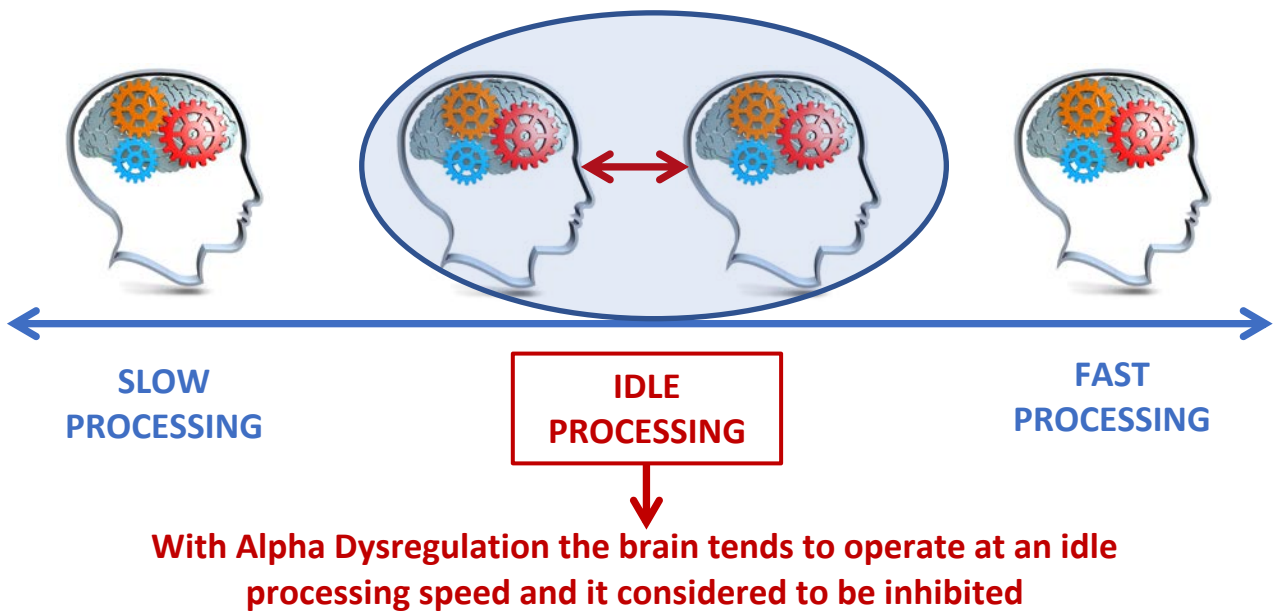 SLOW
PROCESSING
IDLE
PROCESSING
FAST
PROCESSING
With Alpha Dysregulation the brain tends to operate at an idle
processing speed and it considered to be inhibited